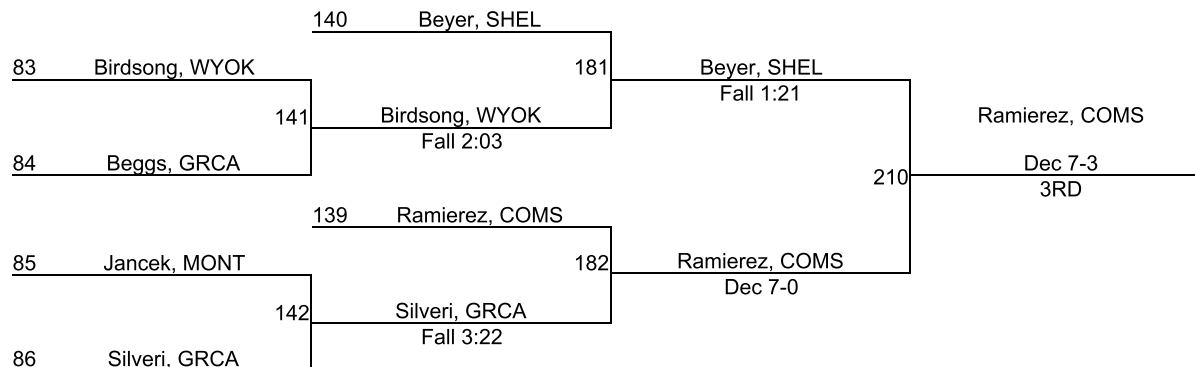 140 Beyer, SHEL
83 Birdsong, WYOK
181
Beyer, SHEL
Fall 1:21
141
Birdsong, WYOK
Fall 2:03
Ramierez, COMS
84 Beggs, GRCA
210
Dec 7-3
3RD
139 Ramierez, COMS
85 Jancek, MONT
182
Ramierez, COMS
Dec 7-0
142
Silveri, GRCA
Fall 3:22
86 Silveri, GRCA